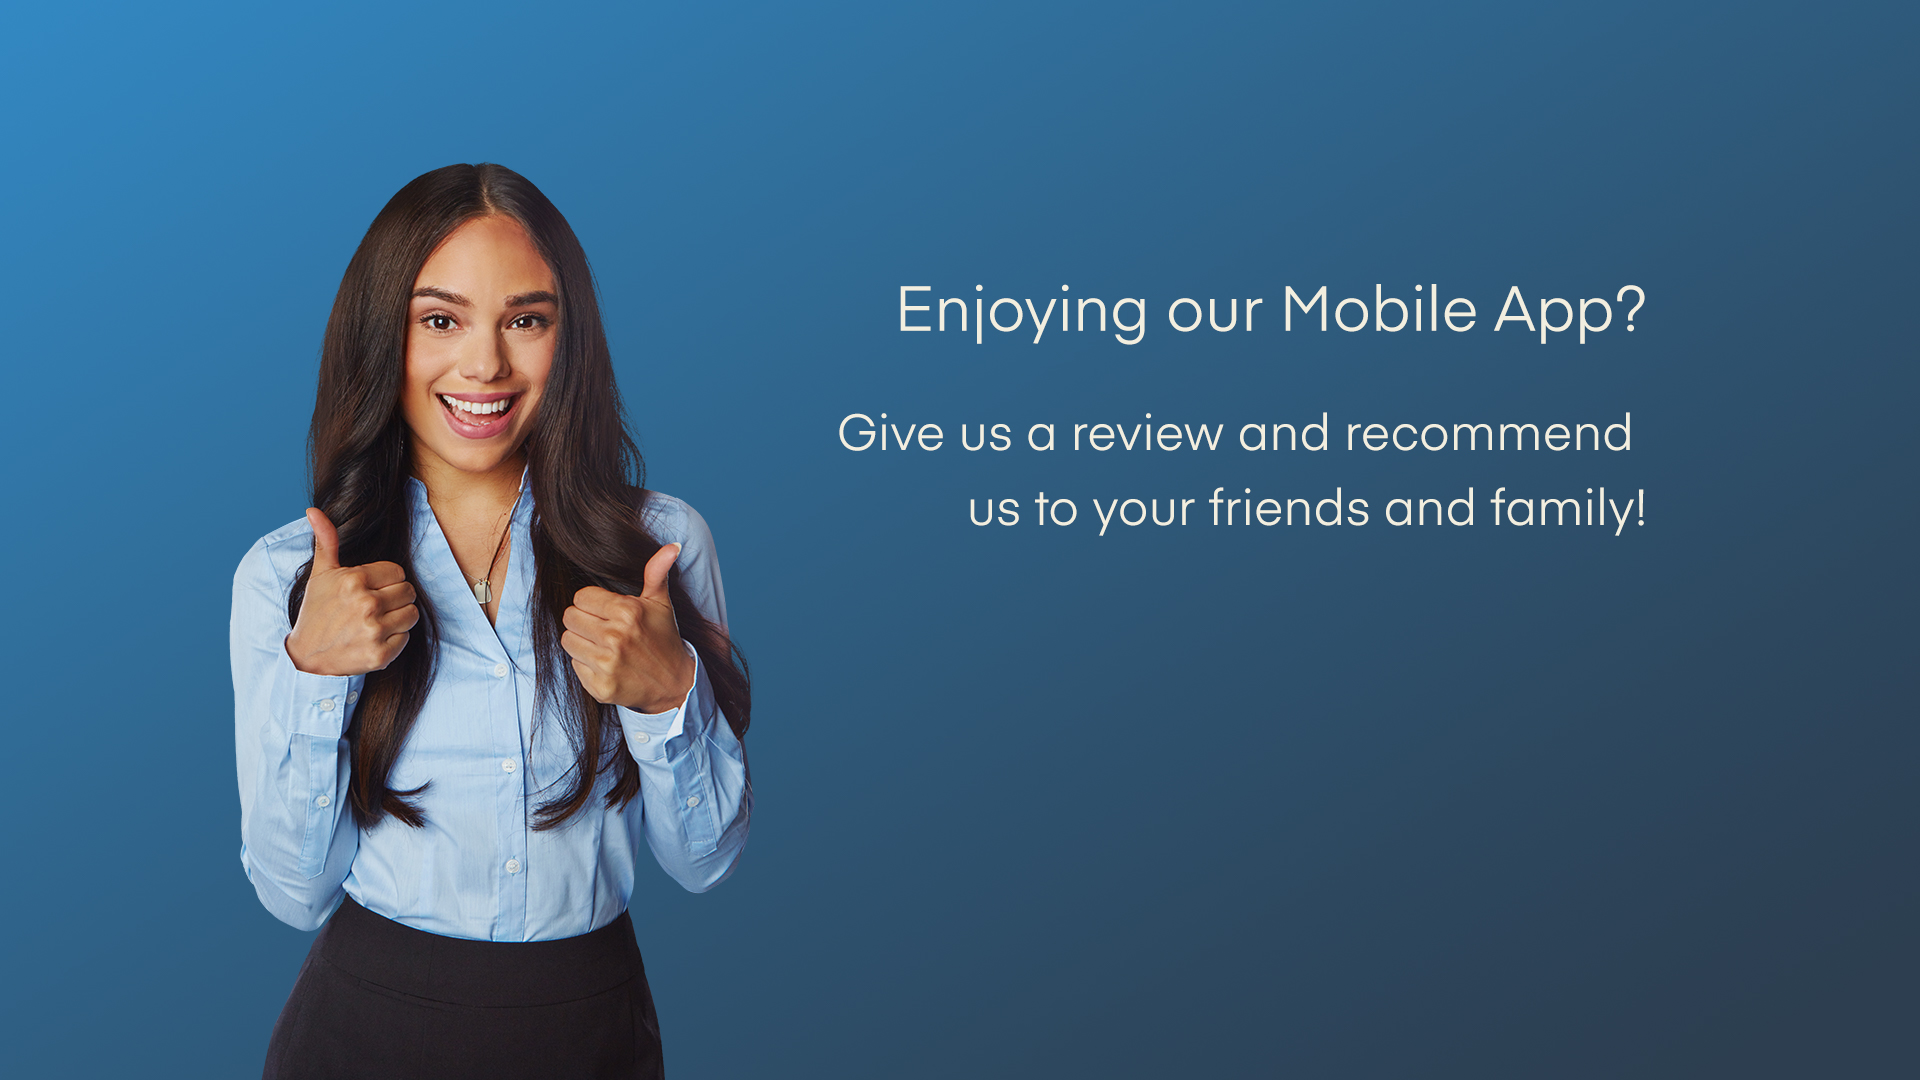 Enjoying our Mobile App?
Give us a review and recommend
us to your friends and family!